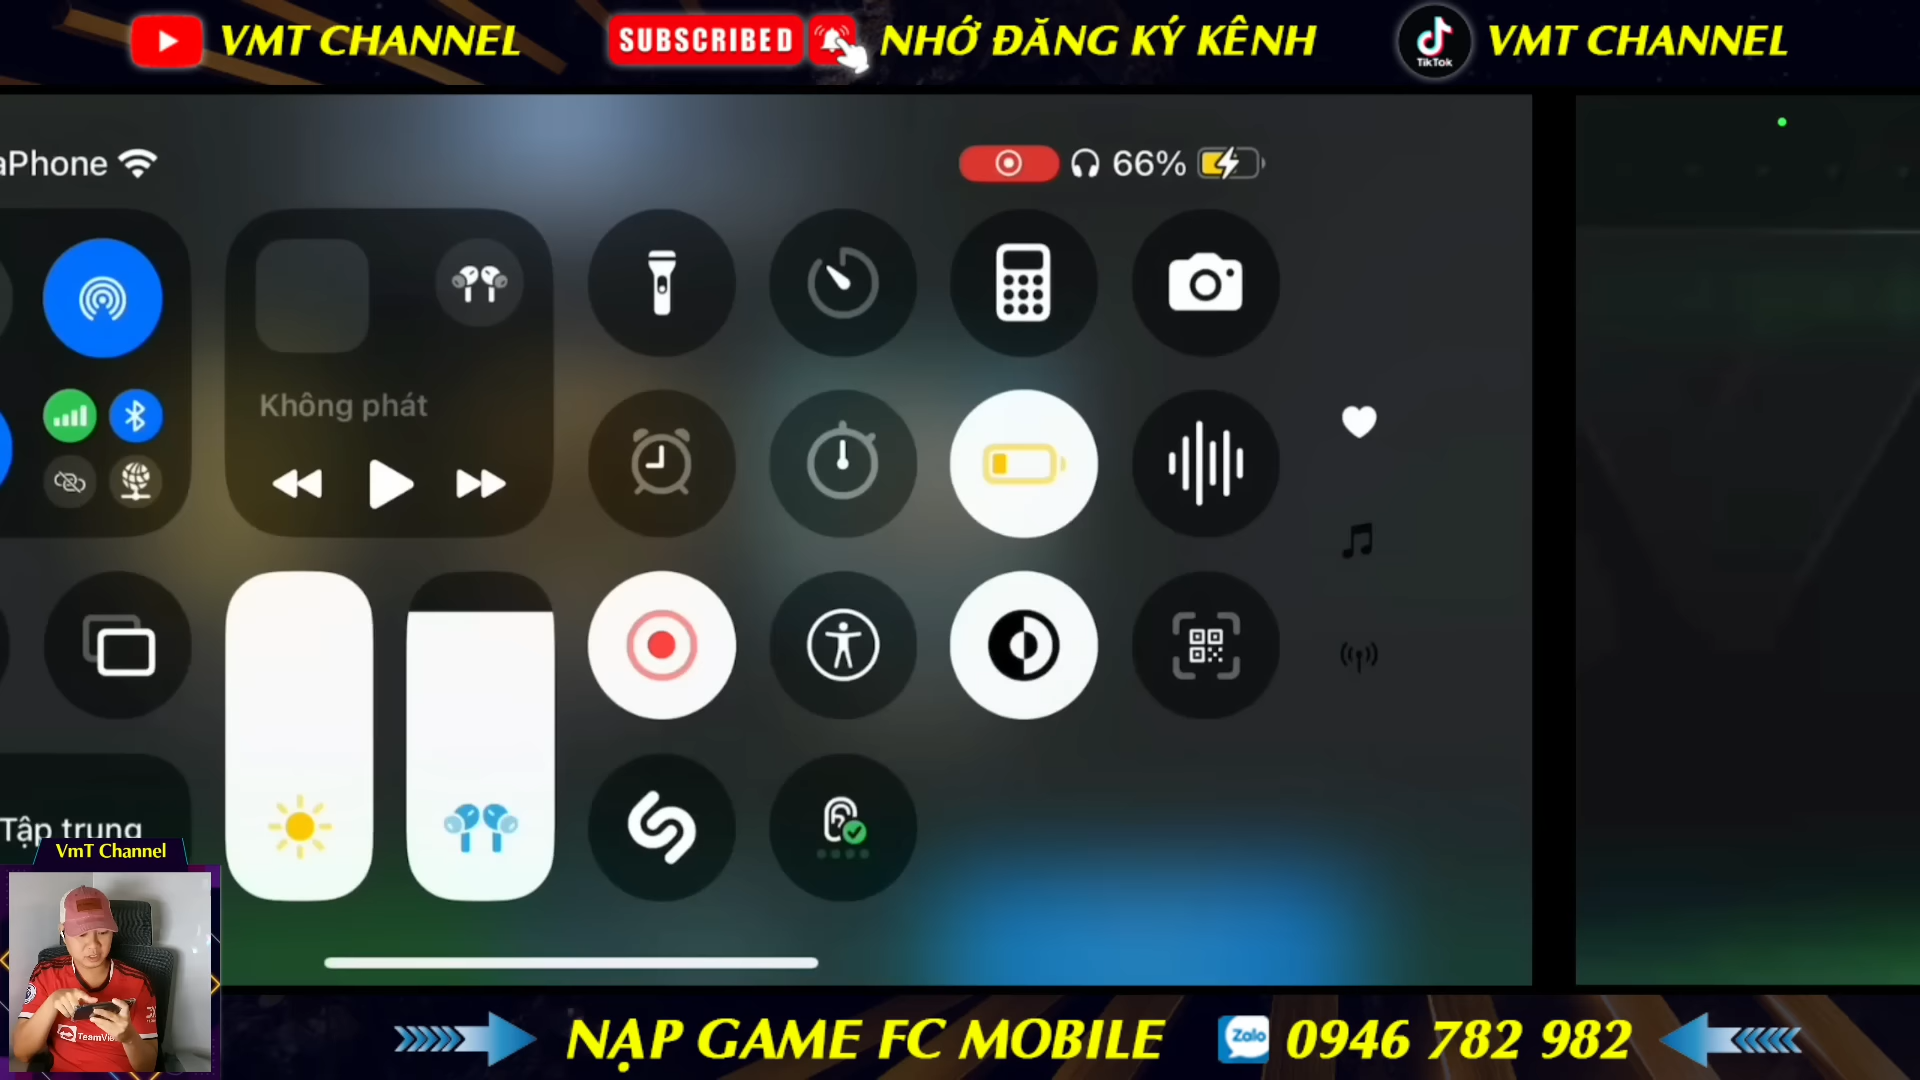 VMT CHANNEL
SUBSCRIBED
NHỚ ĐĂNG KÝ KÊNH
TikTok
VMT CHANNEL
aPhone
66%
Không phát
Tập trung
VmT Channel
TeamVie
NẠP GAME FC MOBILE
Zalo
0946 782 982